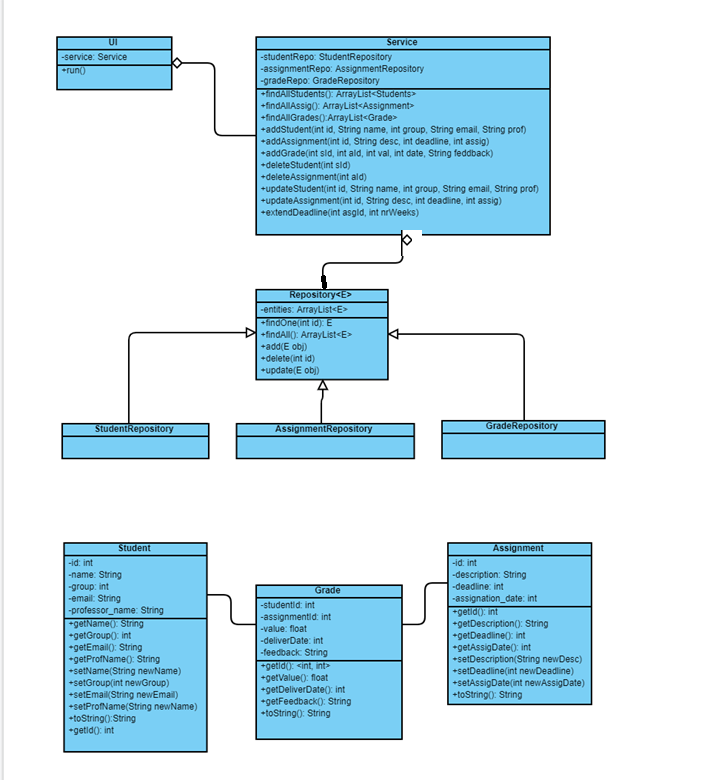 UI
-service: Service
+run()
Service
-studentRepo: StudentRepository
-assignmentRepo: AssignmentRepository
-gradeRepo: GradeRepository
+findAllStudents(): ArrayList<Students>
+findAllAssig(): ArrayList<Assignment>
+findAllGrades():ArrayList<Grade>
+addStudent(int id, String name, int group, String email, String prof)
+addAssignment(int id, String desc, int deadline, int assig)
+addGrade(int sId, int aId, int val, int date, String feddback)
+deleteStudent(int sId)
+deleteAssignment(int aId)
+updateStudent(int id, String name, int group, String email, String prof)
+updateAssignment(int id, String desc, int deadline, int assig)
+extendDeadline(int asgId, int nrWeeks)
Repository<E>
-entities: ArrayList<E>
+findOne(int id): E
+findAll(): ArrayList<E>
+add(E obj)
+delete(int id)
+update(E obj)
StudentRepository
AssignmentRepository
GradeRepository
Student
-id: int
-name: String
-group: int
-email: String
-professor_name: String
+getName(): String
+getGroup(): int
+getEmail(): String
+getProfName(): String
+setName(String newName)
+setGroup(int newGroup)
+setEmail(String newEmail)
+setProfName(String newName)
+toString():String
+getId(): int
Grade
-studentId: int
-assignmentId: int
-value: float
-deliverDate: int
-feedback: String
+getId(): <int, int>
+getValue(): float
+getDeliverDate(): int
+getFeedback(): String
+toString(): String
Assignment
-id: int
-description: String
-deadline: int
-assignation_date: int
+getId(): int
+getDescription(): String
+getDeadline(): int
+getAssigDate(): int
+setDescription(String newDesc)
+setDeadline(int newDeadline)
+setAssigDate(int newAssigDate)
+toString(): String